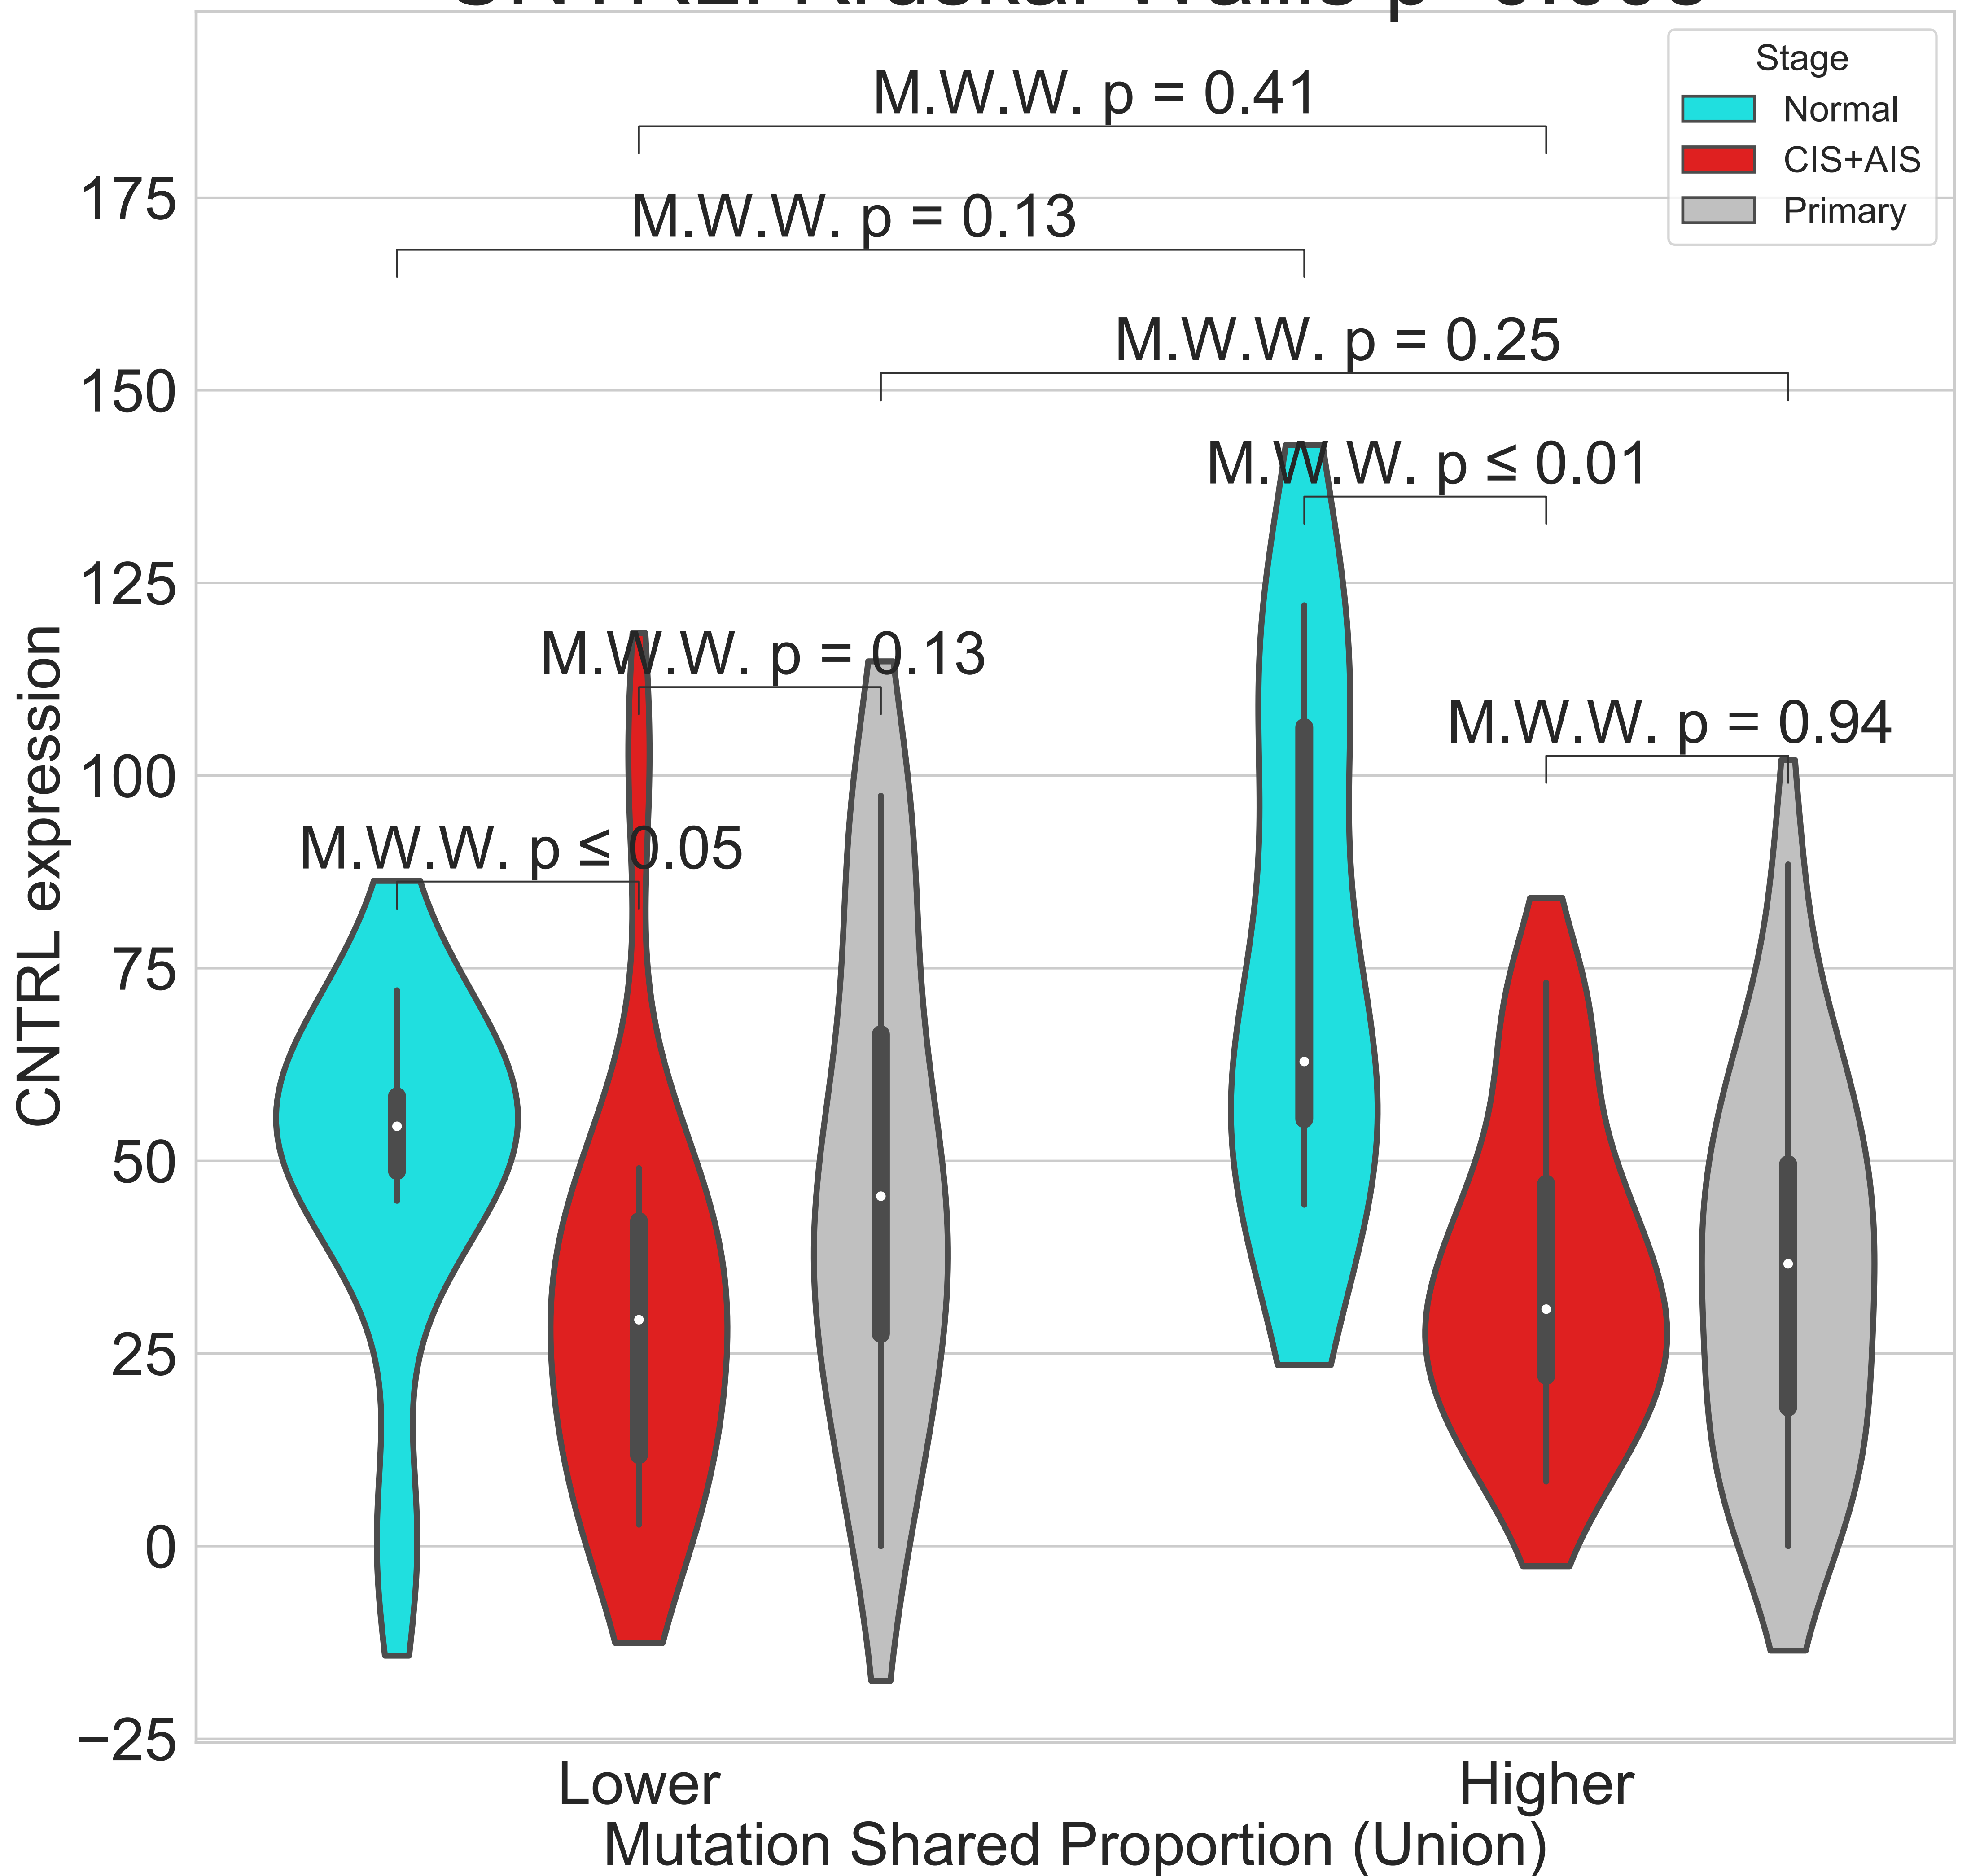 Stage
Normal
CIS+AIS
Primary
M.W.W. p = 0.41
M.W.W. p = 0.13
M.W.W. p = 0.25
M.W.W. p ≤ 0.01
M.W.W. p = 0.13
M.W.W. p = 0.94
M.W.W. p ≤ 0.05
175
150
125
100
75
50
25
0
−25
CNTRL expression
Lower
Higher
Mutation Shared Proportion (Union)